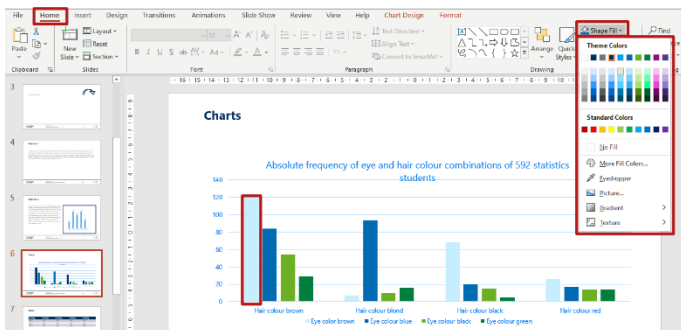 File Home Insert Design Transitions Animations Slide Show Review View Help Chart Design Format
Paste
New Slide
Layout
Reset
Section
B I U S
Text Direction
Align Text
Convert to SmartArt
Arrange Quick Styles
Shape Fill
Find
Clipboard Slides Font Paragraph Drawing
Theme Colors
Standard Colors
No Fill
More Fill Colors...
Eyedropper
Picture...
Gradient
Texture
3
4
5
6
7
Charts
Absolute frequency of eye and hair colour combinations of 592 statistics
students
140
120
100
80
60
40
20
0
Hair colour brown Hair colour blond Hair colour black Hair colour red
Eye color brown Eye colour blue Eye colour black Eye colour green